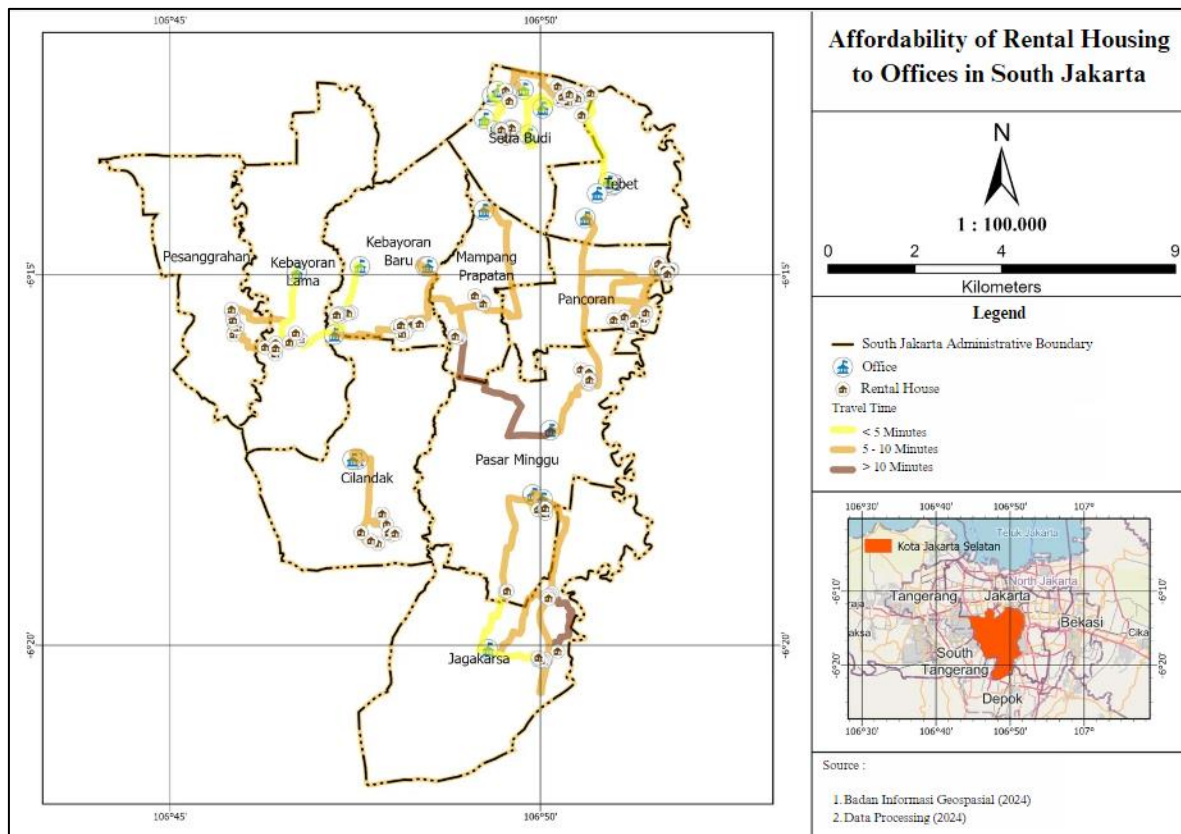 106°45'
106°50'
Setia Budi
Tebet
Pesanggrahan
Kebayoran
Lama
Kebayoran
Baru
Mampang
Prapatan
Pancoran
Pasar Minggu
Cilandak
Jagakarsa
-6°15'
-6°15'
-6°20'
-6°20'
106°45'
106°50'
Affordability of Rental Housing
to Offices in South Jakarta
N
1 : 100.000
0 2 4 9
Kilometers
Legend
South Jakarta Administrative Boundary
Office
Rental House
Travel Time
< 5 Minutes
5 - 10 Minutes
> 10 Minutes
106°30' 106°40' 106°50' 107°
Kota Jakarta Selatan
Teluk Jakarta
North Jakarta
Tangerang
Jakarta
Bekasi
Cika
aja
aksa
South
Tangerang
Depok
-6°10'
-6°20'
-6°10'
-6°20'
106°30' 106°40' 106°50' 107°
Source :
1. Badan Informasi Geospasial (2024)
2. Data Processing (2024)